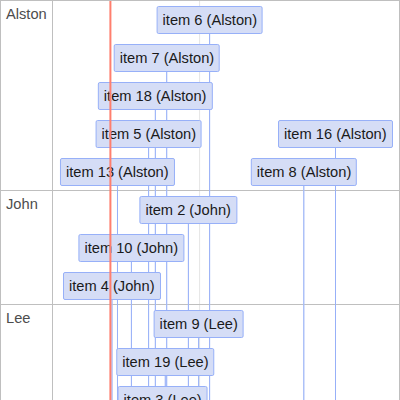 Alston
item 6 (Alston)
item 7 (Alston)
item 18 (Alston)
item 5 (Alston)
item 16 (Alston)
item 13 (Alston)
item 8 (Alston)
John
item 2 (John)
item 10 (John)
item 4 (John)
Lee
item 9 (Lee)
item 19 (Lee)
item 3 (Lee)